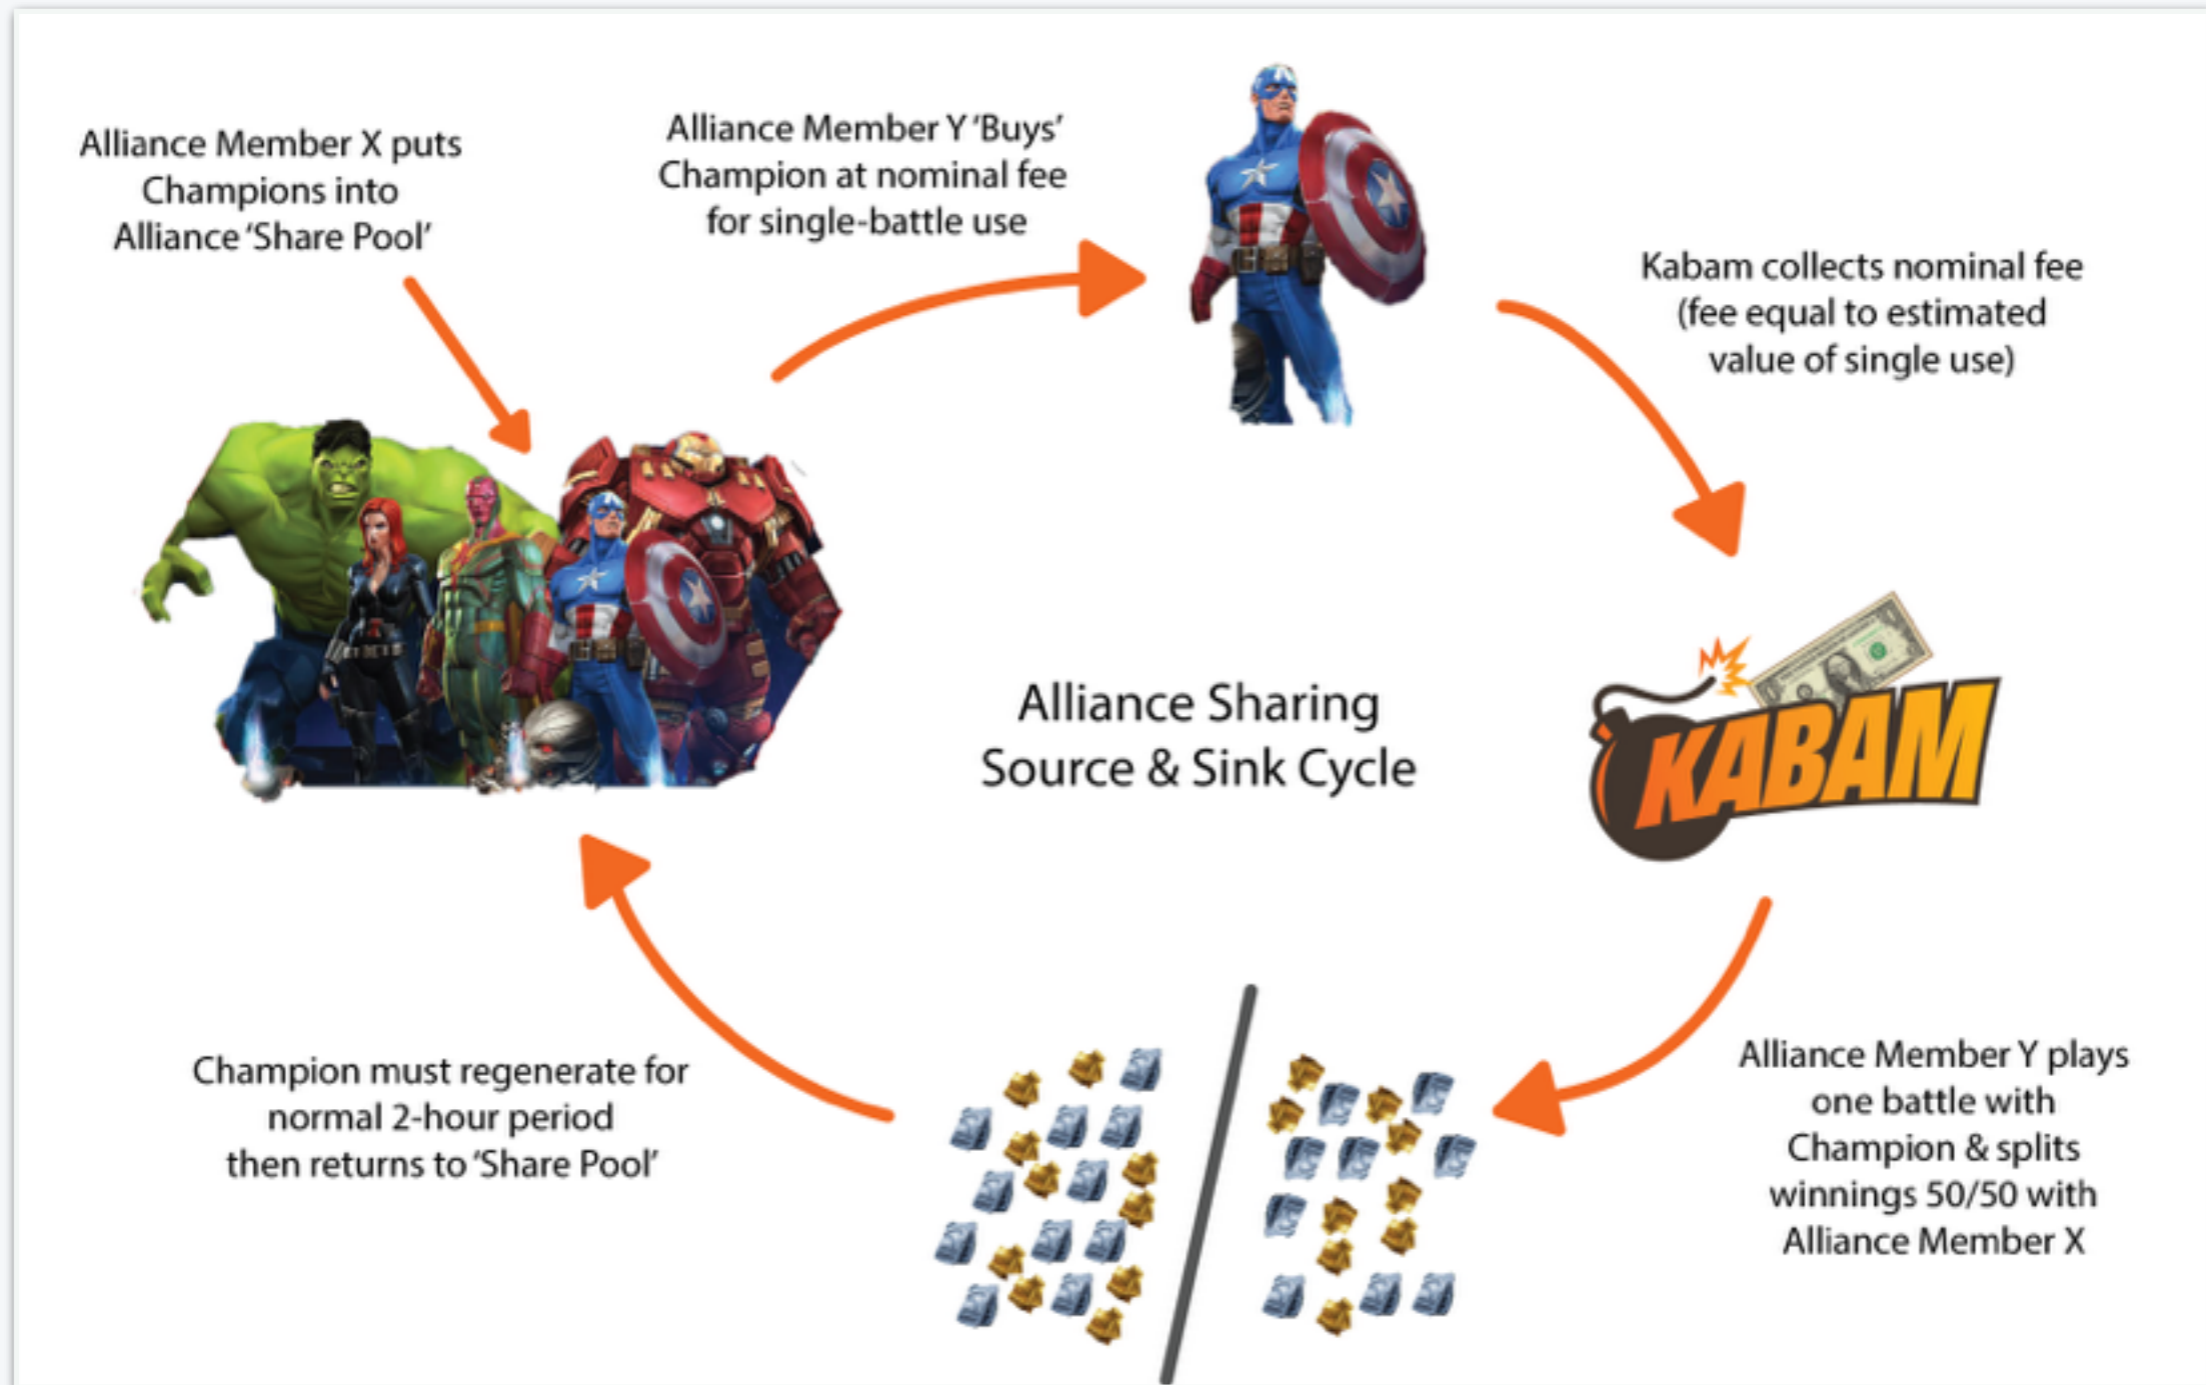 Alliance Member X puts
Champions into
Alliance 'Share Pool'
Alliance Member Y 'Buys'
Champion at nominal fee
for single-battle use
Kabam collects nominal fee
(fee equal to estimated
value of single use)
Alliance Sharing
Source & Sink Cycle
KABAM
Champion must regenerate for
normal 2-hour period
then returns to 'Share Pool'
Alliance Member Y plays
one battle with
Champion & splits
winnings 50/50 with
Alliance Member X